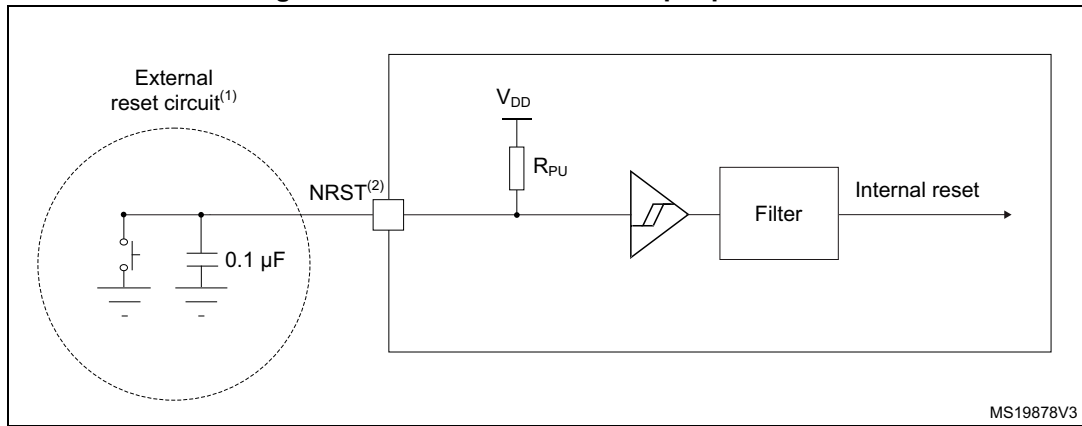 External
reset circuit(1)
VDD
RPU
NRST(2)
Filter
Internal reset
0.1 µF
MS19878V3